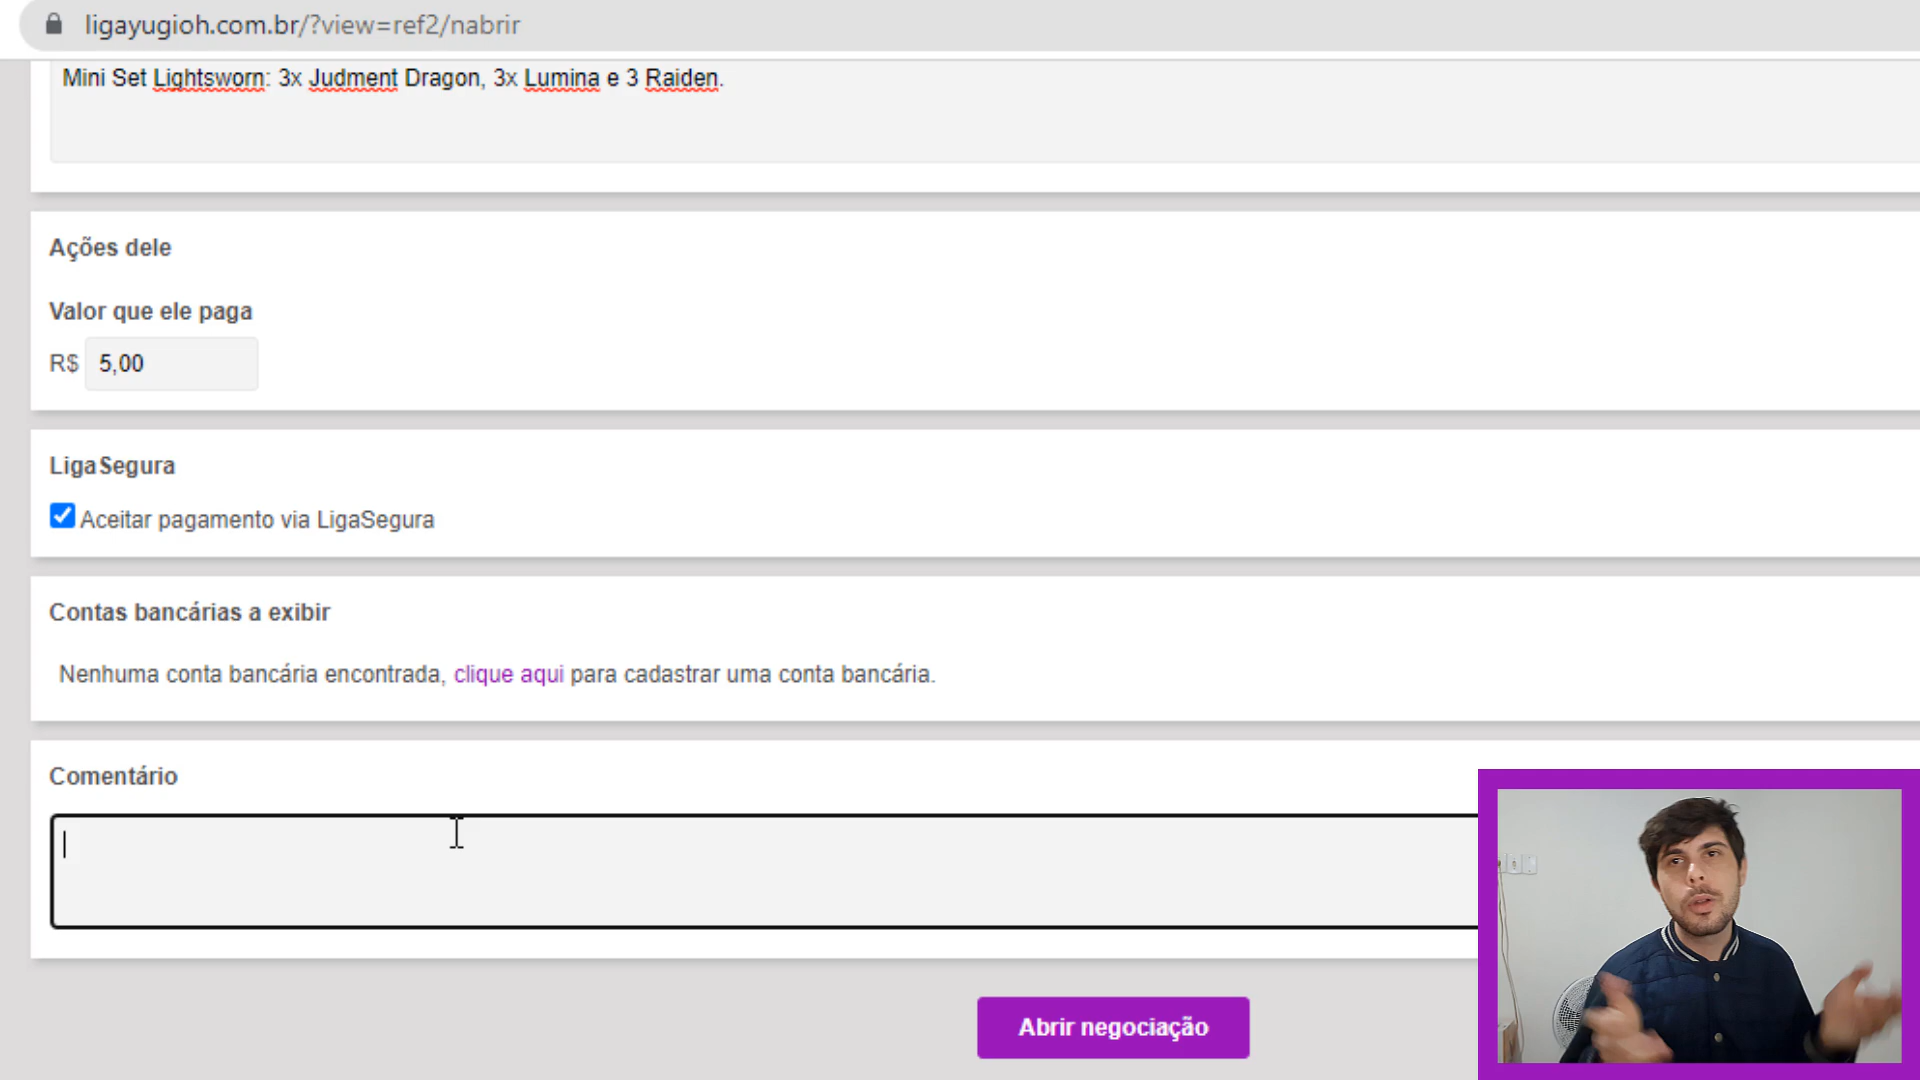 ligayugioh.com.br/?view=ref2/nabrir
Mini Set Lightsworn: 3x Judment Dragon, 3x Lumina e 3 Raiden.
Ações dele
Valor que ele paga
R$ 5,00
LigaSegura
Aceitar pagamento via LigaSegura
Contas bancárias a exibir
Nenhuma conta bancária encontrada, clique aqui para cadastrar uma conta bancária.
Comentário
Abrir negociação